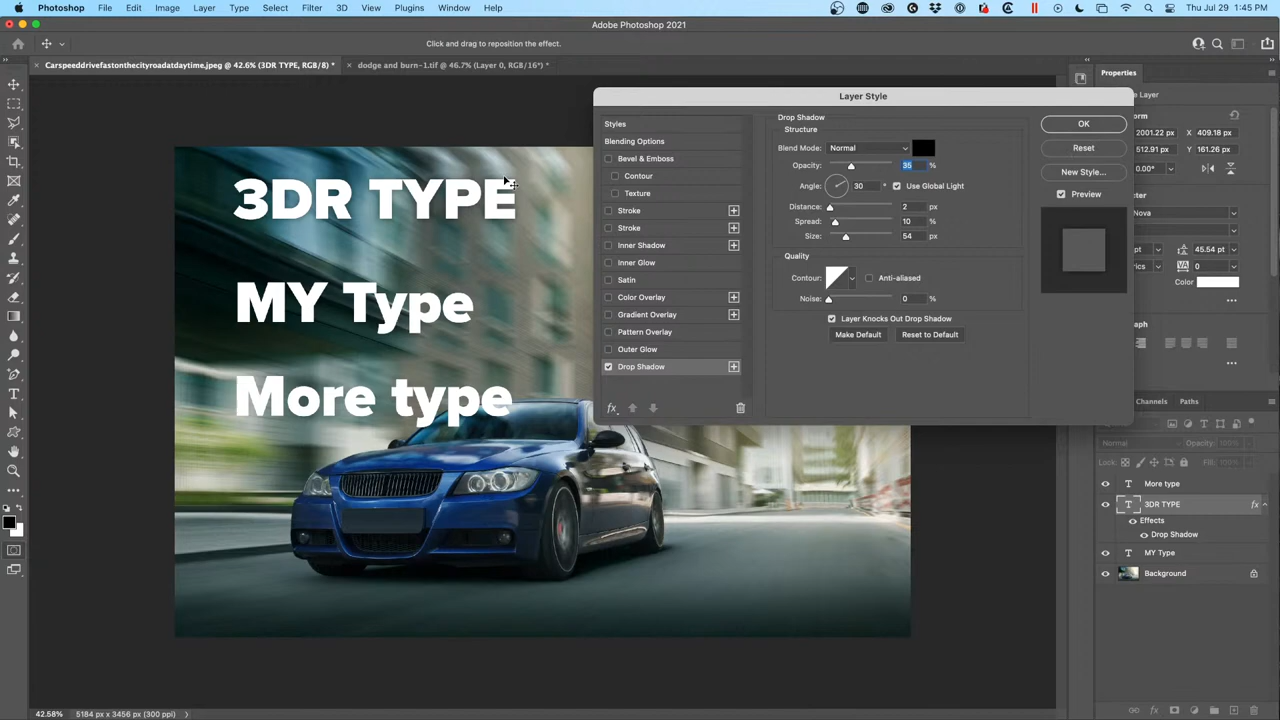 Photoshop File Edit Image Layer Type Select Filter 3D View Plugins Window Help Thu Jul 29 1:45 PM
Adobe Photoshop 2021
Click and drag to reposition the effect.
Carspeeddrivefastonthecityroadatdaytime.jpeg @ 42.6% (3DR TYPE, RGB/8) * dodge and burn-1.tif @ 46.7% (Layer 0, RGB/16*) *
Properties
Layer Style
Styles
Blending Options
Bevel & Emboss
Contour
Texture
Stroke
Stroke
Inner Shadow
Inner Glow
Satin
Color Overlay
Gradient Overlay
Pattern Overlay
Outer Glow
Drop Shadow
fx
Drop Shadow
Structure
Blend Mode: Normal
Opacity: 35 %
Angle: 30 ° Use Global Light
Distance: 2 px
Spread: 10 %
Size: 54 px
Quality
Contour: Anti-aliased
Noise: 0 %
Layer Knocks Out Drop Shadow
Make Default Reset to Default
OK
Reset
New Style...
Preview
Layer
2001.22 px X 409.18 px
512.91 px Y 161.26 px
0.00°
Nova
45.54 pt
0
Color
3DR TYPE
MY Type
More type
Channels Paths
Normal Opacity: 100%
Lock: Fill: 100%
T More type
T 3DR TYPE fx
Effects
Drop Shadow
T MY Type
Background
42.58% 5184 px x 3456 px (300 ppi)